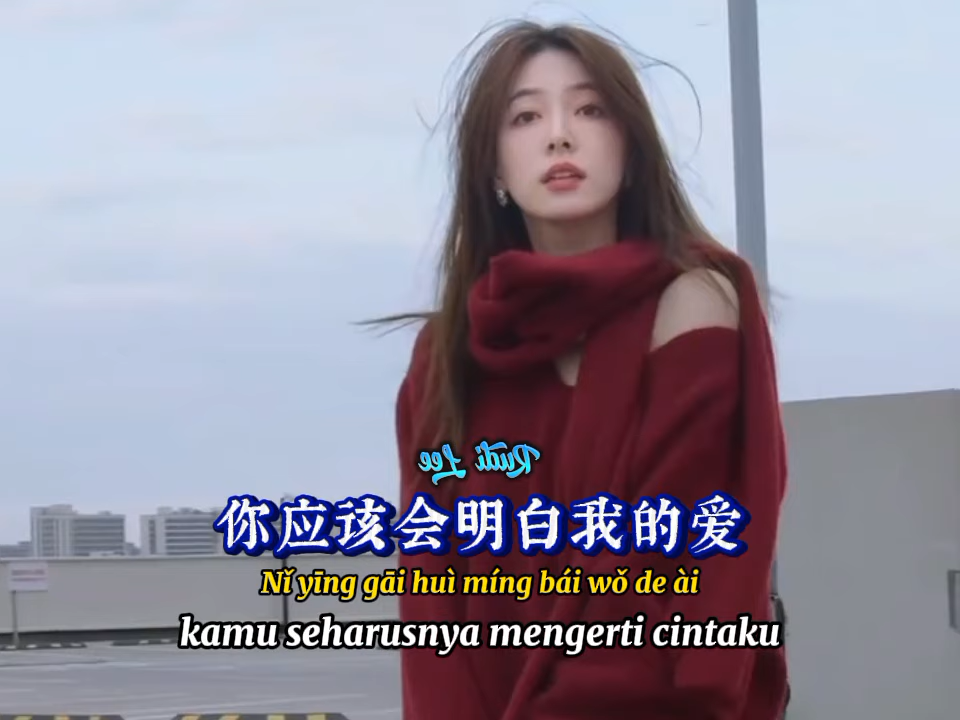 Rudi Lee
你应该会明白我的爱
Nǐ yīng gāi huì míng bái wǒ de ài
kamu seharusnya mengerti cintaku